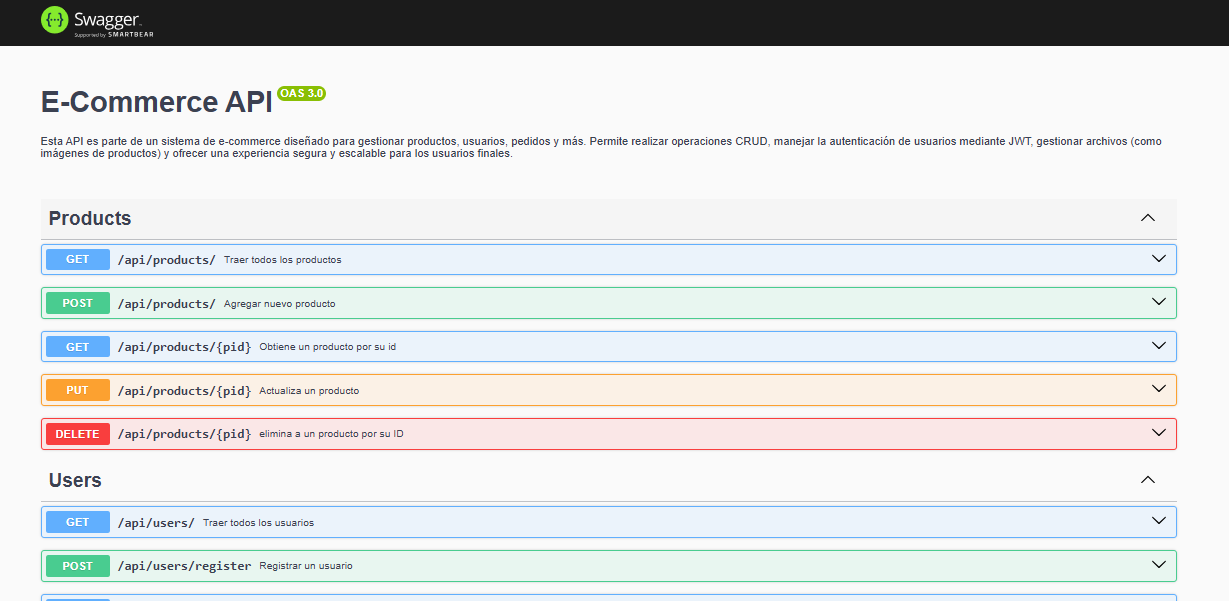 {···} Swagger
Supported by SMARTBEAR
E-Commerce API OAS 3.0
Esta API es parte de un sistema de e-commerce diseñado para gestionar productos, usuarios, pedidos y más. Permite realizar operaciones CRUD, manejar la autenticación de usuarios mediante JWT, gestionar archivos (como
imágenes de productos) y ofrecer una experiencia segura y escalable para los usuarios finales.
Products
GET /api/products/ Traer todos los productos
POST /api/products/ Agregar nuevo producto
GET /api/products/{pid} Obtiene un producto por su id
PUT /api/products/{pid} Actualiza un producto
DELETE /api/products/{pid} elimina a un producto por su ID
Users
GET /api/users/ Traer todos los usuarios
POST /api/users/register Registrar un usuario